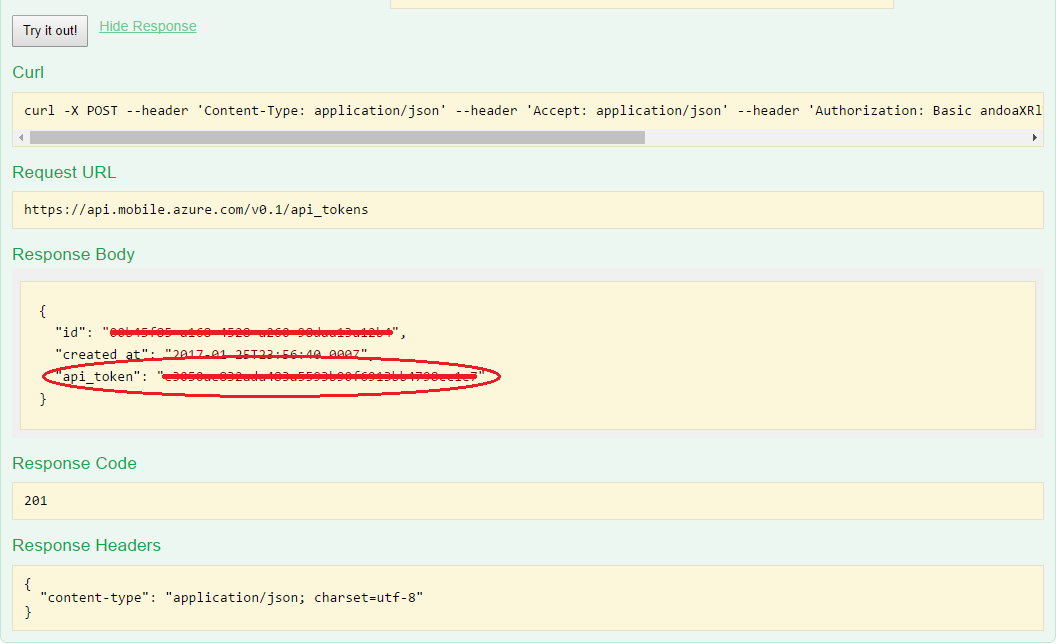 Try it out!
Hide Response
Curl
curl -X POST --header 'Content-Type: application/json' --header 'Accept: application/json' --header 'Authorization: Basic andoaXRl
Request URL
https://api.mobile.azure.com/v0.1/api_tokens
Response Body
{
"id": "
",
"created_at": "2017-01-25T23:56:40.000Z",
"api_token": "
"
}
Response Code
201
Response Headers
{
"content-type": "application/json; charset=utf-8"
}